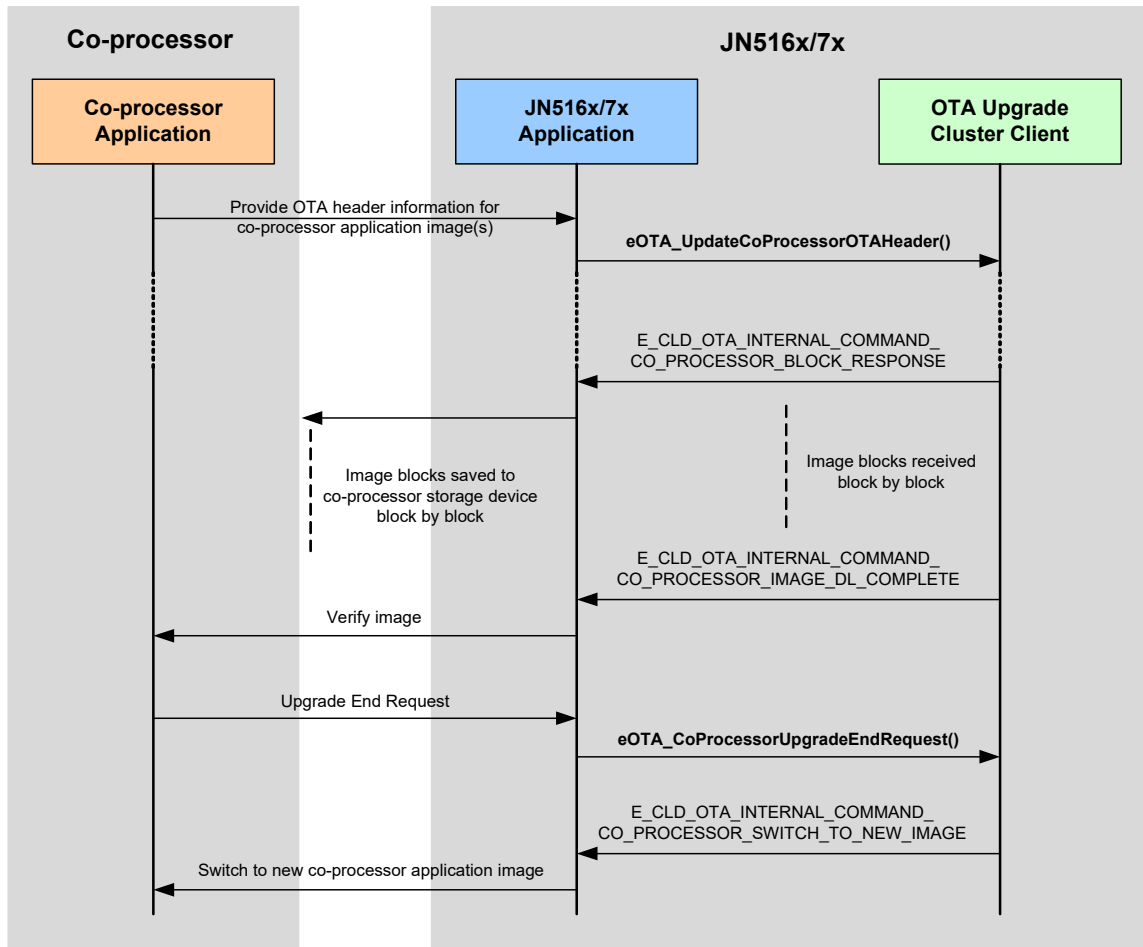 Co-processor
JN516x/7x
Co-processor
Application
JN516x/7x
Application
OTA Upgrade
Cluster Client
Provide OTA header information for
co-processor application image(s)
eOTA_UpdateCoProcessorOTAHeader()
E_CLD_OTA_INTERNAL_COMMAND_
CO_PROCESSOR_BLOCK_RESPONSE
Image blocks received
block by block
Image blocks saved to
co-processor storage device
block by block
E_CLD_OTA_INTERNAL_COMMAND_
CO_PROCESSOR_IMAGE_DL_COMPLETE
Verify image
Upgrade End Request
eOTA_CoProcessorUpgradeEndRequest()
E_CLD_OTA_INTERNAL_COMMAND_
CO_PROCESSOR_SWITCH_TO_NEW_IMAGE
Switch to new co-processor application image